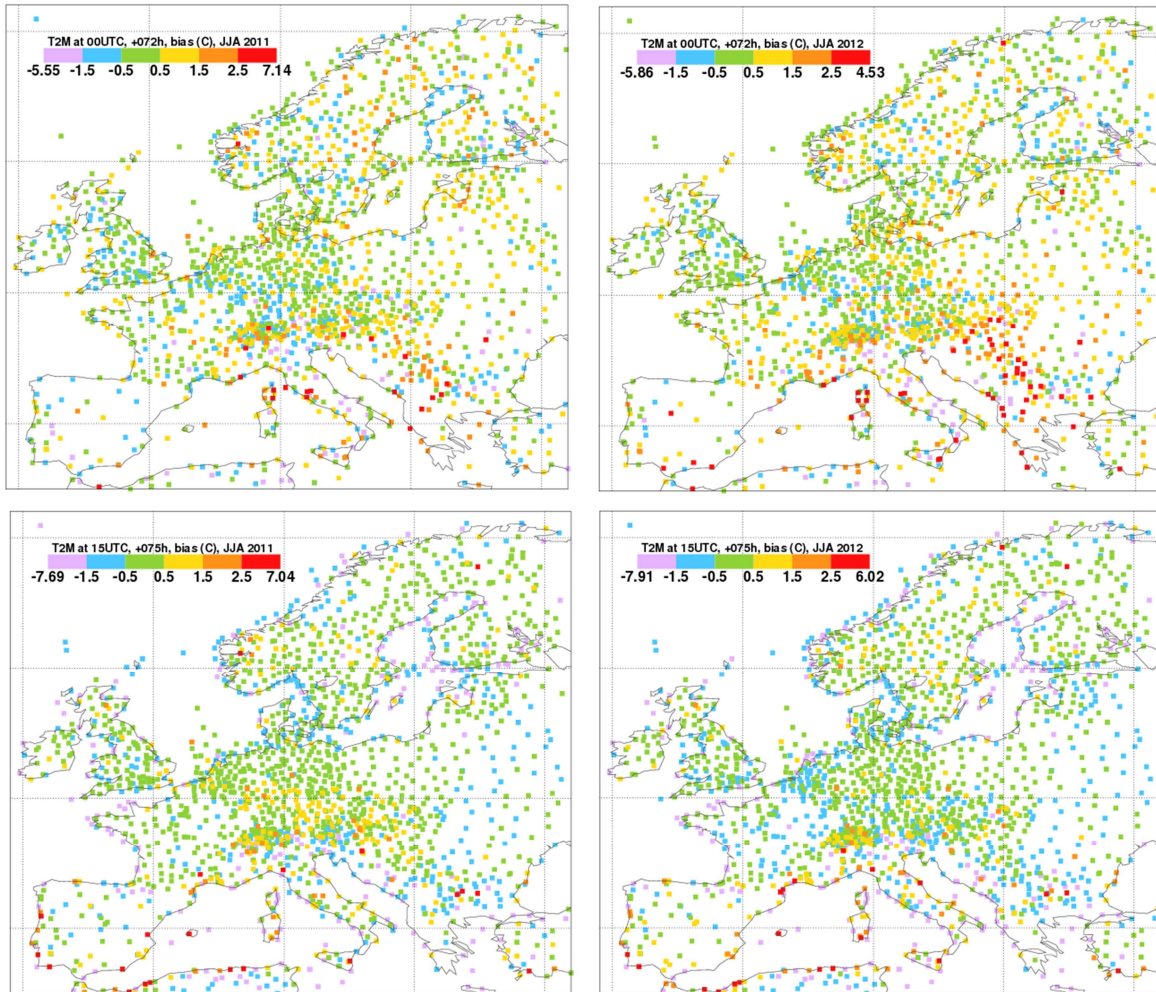 T2M at 00UTC, +072h, bias (C), JJA 2011
-5.55 -1.5 -0.5 0.5 1.5 2.5 7.14
T2M at 00UTC, +072h, bias (C), JJA 2012
-5.86 -1.5 -0.5 0.5 1.5 2.5 4.53
T2M at 15UTC, +075h, bias (C), JJA 2011
-7.69 -1.5 -0.5 0.5 1.5 2.5 7.04
T2M at 15UTC, +075h, bias (C), JJA 2012
-7.91 -1.5 -0.5 0.5 1.5 2.5 6.02